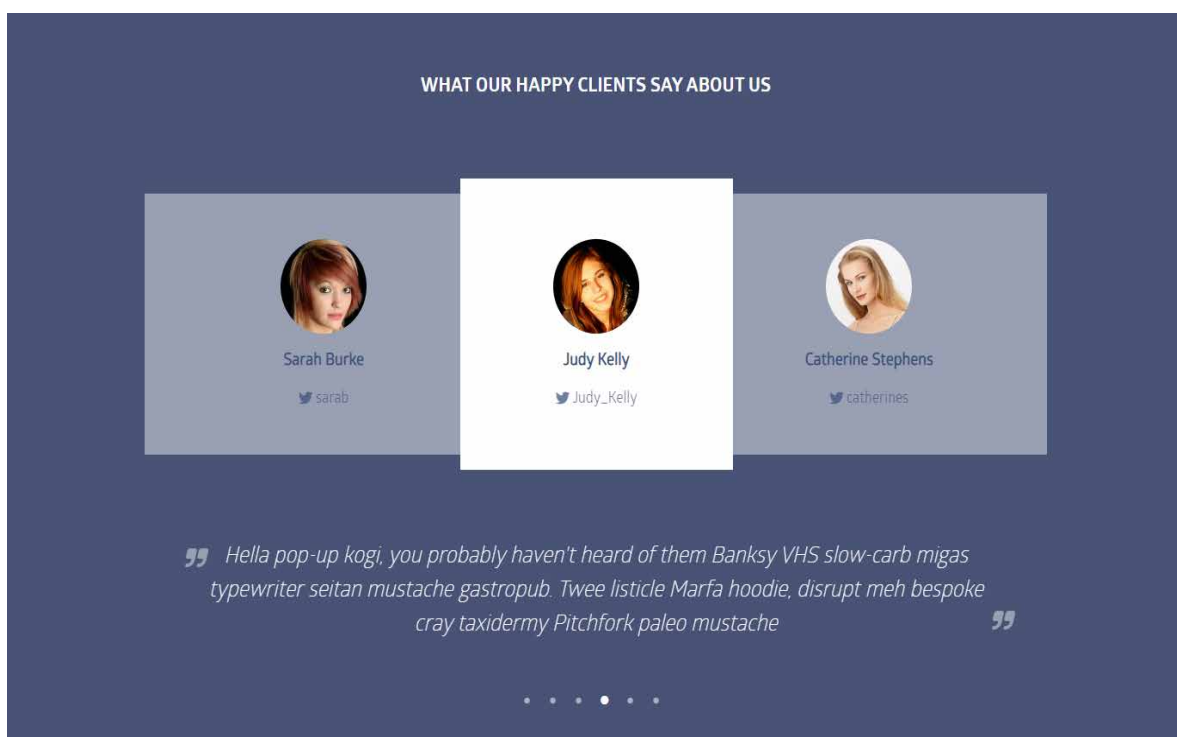 WHAT OUR HAPPY CLIENTS SAY ABOUT US
Sarah Burke
sarab
Judy Kelly
Judy_Kelly
Catherine Stephens
catherines
” Hella pop-up kogi, you probably haven't heard of them Banksy VHS slow-carb migas
typewriter seitan mustache gastropub. Twee listicle Marfa hoodie, disrupt meh bespoke
cray taxidermy Pitchfork paleo mustache ”